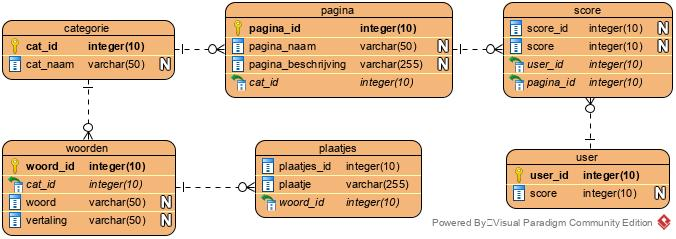 categorie
cat_id integer(10)
cat_naam varchar(50) N
pagina
pagina_id integer(10)
pagina_naam varchar(50) N
pagina_beschrijving varchar(255) N
cat_id integer(10)
score
score_id integer(10) N
score integer(10) N
user_id integer(10)
pagina_id integer(10)
woorden
woord_id integer(10)
cat_id integer(10)
woord varchar(50) N
vertaling varchar(50) N
plaatjes
plaatjes_id integer(10)
plaatje varchar(255)
woord_id integer(10)
user
user_id integer(10)
score integer(10) N
Powered By Visual Paradigm Community Edition